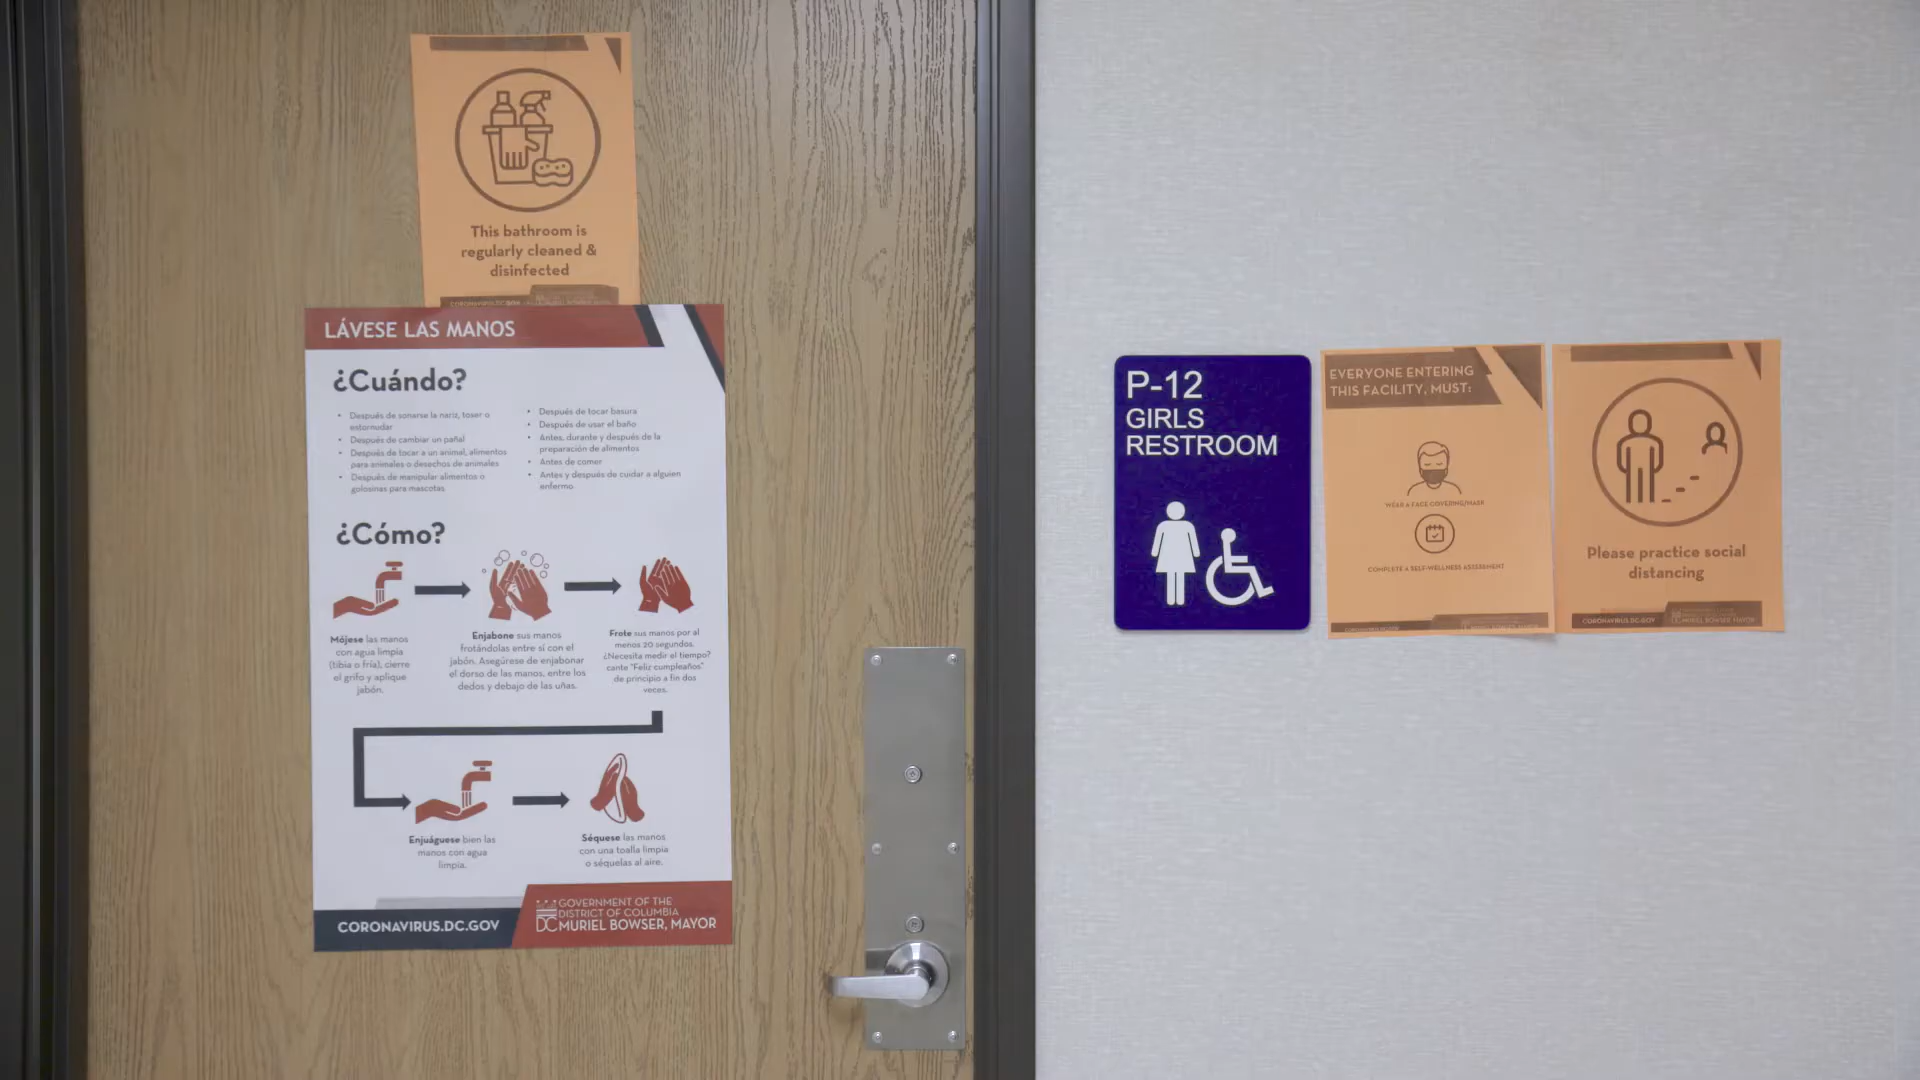 This bathroom is
regularly cleaned &
disinfected
CORONAVIRUS.DC.GOV
LÁVESE LAS MANOS
¿Cuándo?
• Después de sonarse la nariz, toser o
estornudar
• Después de cambiar un pañal
• Después de tocar a un animal, alimentos
para animales o desechos de animales
• Después de manipular alimentos o
golosinas para mascotas
• Después de tocar basura
• Después de usar el baño
• Antes, durante y después de la
preparación de alimentos
• Antes de comer
• Antes y después de cuidar a alguien
enfermo
¿Cómo?
Mójese las manos
con agua limpia
(tibia o fría), cierre
el grifo y aplique
jabón.
Enjabone sus manos
frotándolas entre sí con el
jabón. Asegúrese de enjabonar
el dorso de las manos, entre los
dedos y debajo de las uñas.
Frote sus manos por al
menos 20 segundos.
¿Necesita medir el tiempo?
cante "Feliz cumpleaños"
de principio a fin dos
veces.
Enjuáguese bien las
manos con agua
limpia.
Séquese las manos
con una toalla limpia
o séquelas al aire.
CORONAVIRUS.DC.GOV
GOVERNMENT OF THE
DISTRICT OF COLUMBIA
DC MURIEL BOWSER, MAYOR
P-12
GIRLS
RESTROOM
EVERYONE ENTERING
THIS FACILITY, MUST:
WEAR A FACE COVERING/MASK
COMPLETE A SELF-WELLNESS ASSESSMENT
CORONAVIRUS.DC.GOV
MURIEL BOWSER, MAYOR
Please practice social
distancing
CORONAVIRUS.DC.GOV
MURIEL BOWSER, MAYOR